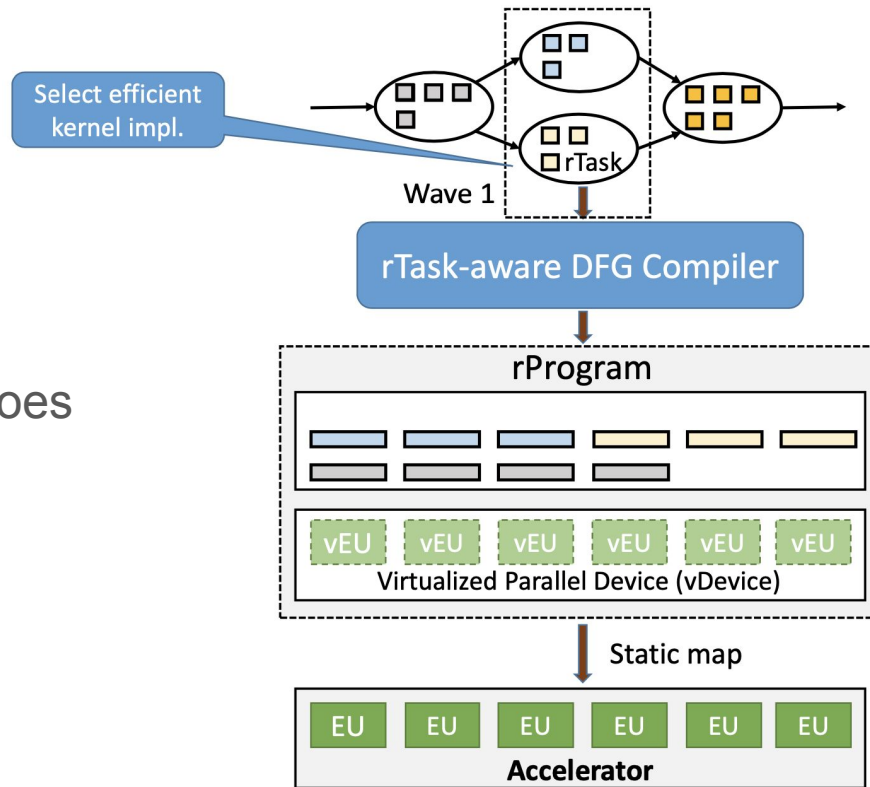 Select efficient
kernel impl.
rTask
Wave 1
rTask-aware DFG Compiler
rProgram
oes
vEU vEU vEU vEU vEU vEU
Virtualized Parallel Device (vDevice)
Static map
EU EU EU EU EU EU
Accelerator